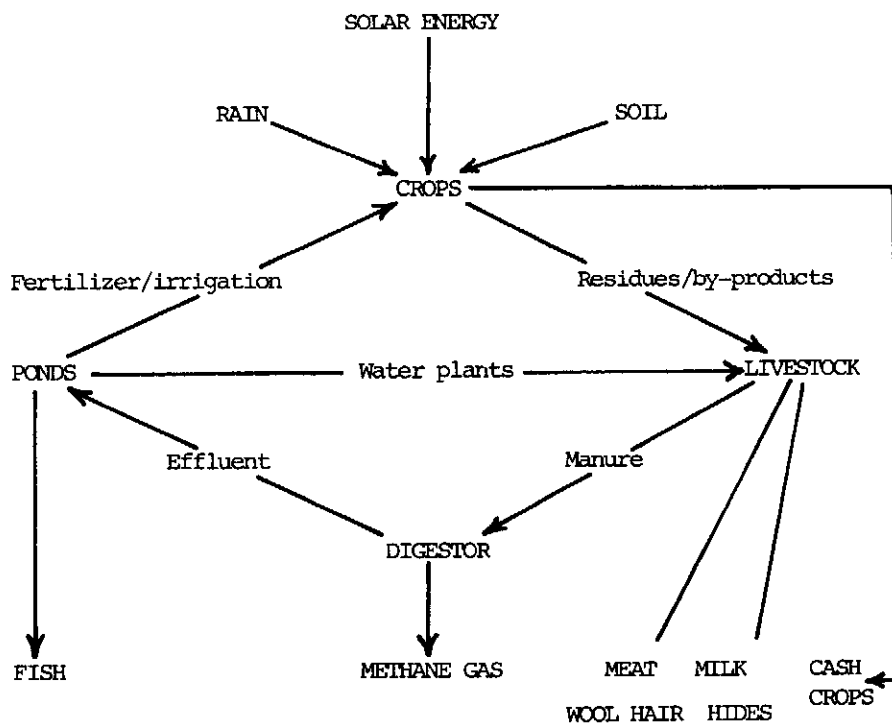 SOLAR ENERGY
RAIN
SOIL
CROPS
Fertilizer/irrigation
Residues/by-products
PONDS
Water plants
LIVESTOCK
Effluent
Manure
DIGESTOR
FISH
METHANE GAS
MEAT
MILK
CASH
CROPS
WOOL HAIR
HIDES